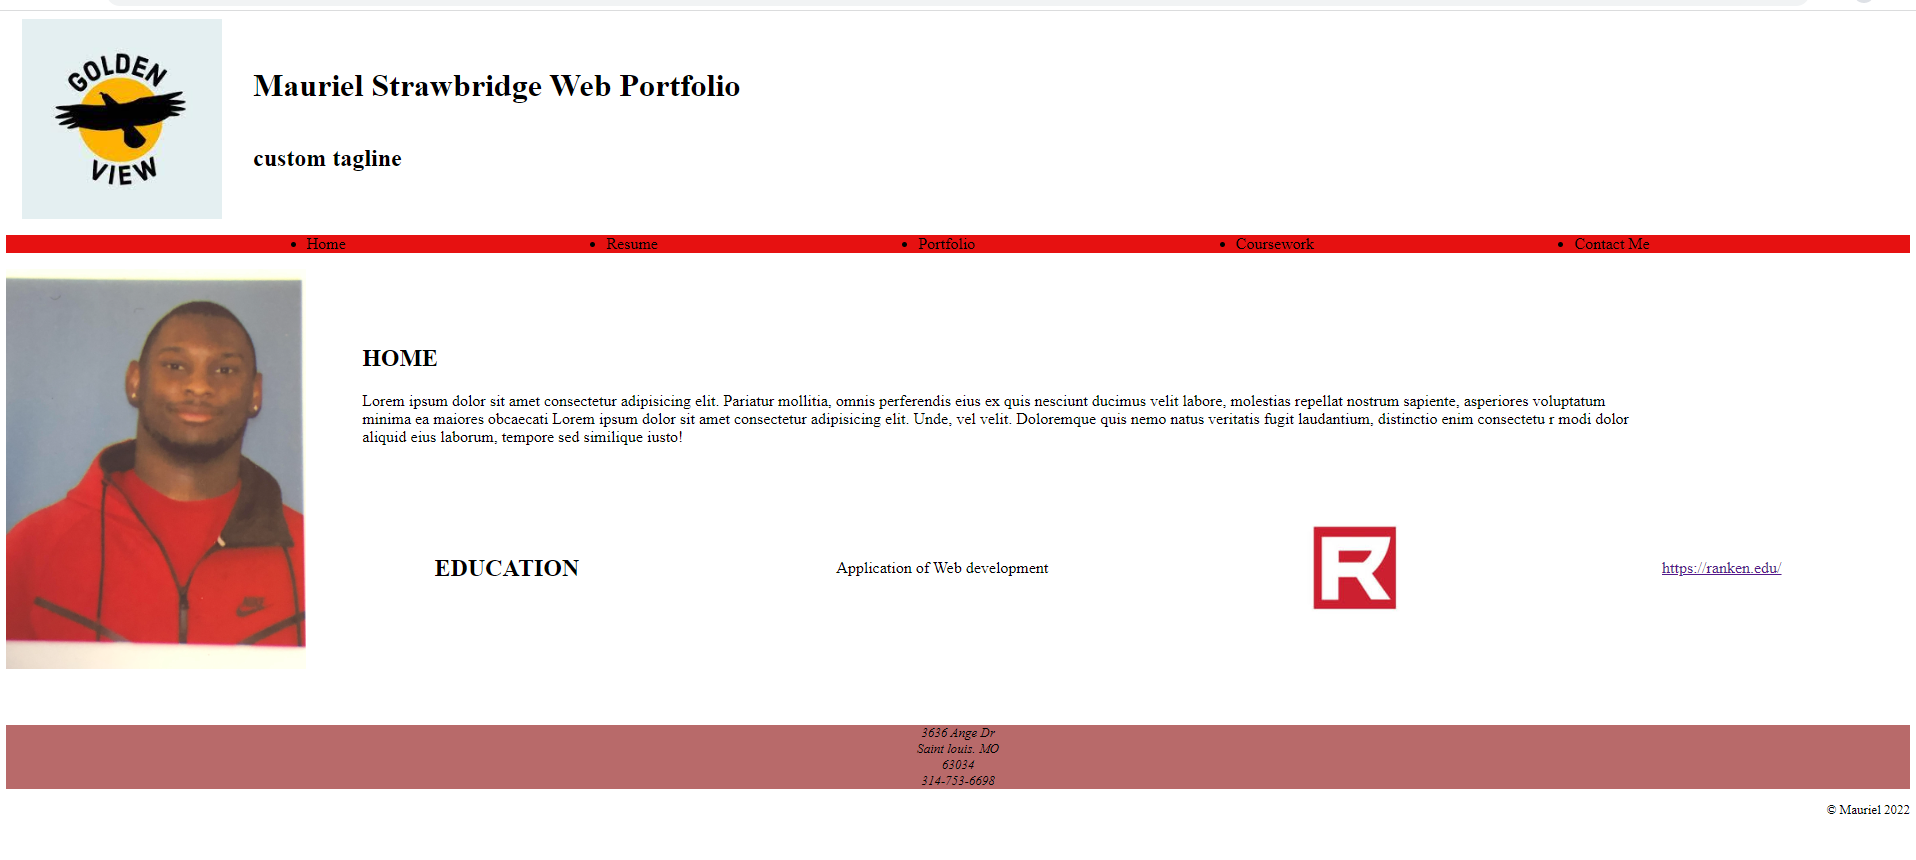 GOLDEN
VIEW
Mauriel Strawbridge Web Portfolio
custom tagline
Home
Resume
Portfolio
Coursework
Contact Me
HOME
Lorem ipsum dolor sit amet consectetur adipisicing elit. Pariatur mollitia, omnis perferendis eius ex quis nesciunt ducimus velit labore, molestias repellat nostrum sapiente, asperiores voluptatum
minima ea maiores obcaecati Lorem ipsum dolor sit amet consectetur adipisicing elit. Unde, vel velit. Doloremque quis nemo natus veritatis fugit laudantium, distinctio enim consectetu r modi dolor
aliquid eius laborum, tempore sed similique iusto!
EDUCATION
Application of Web development
R
https://ranken.edu/
3636 Ange Dr
Saint louis, MO
63034
314-753-6698
© Mauriel 2022